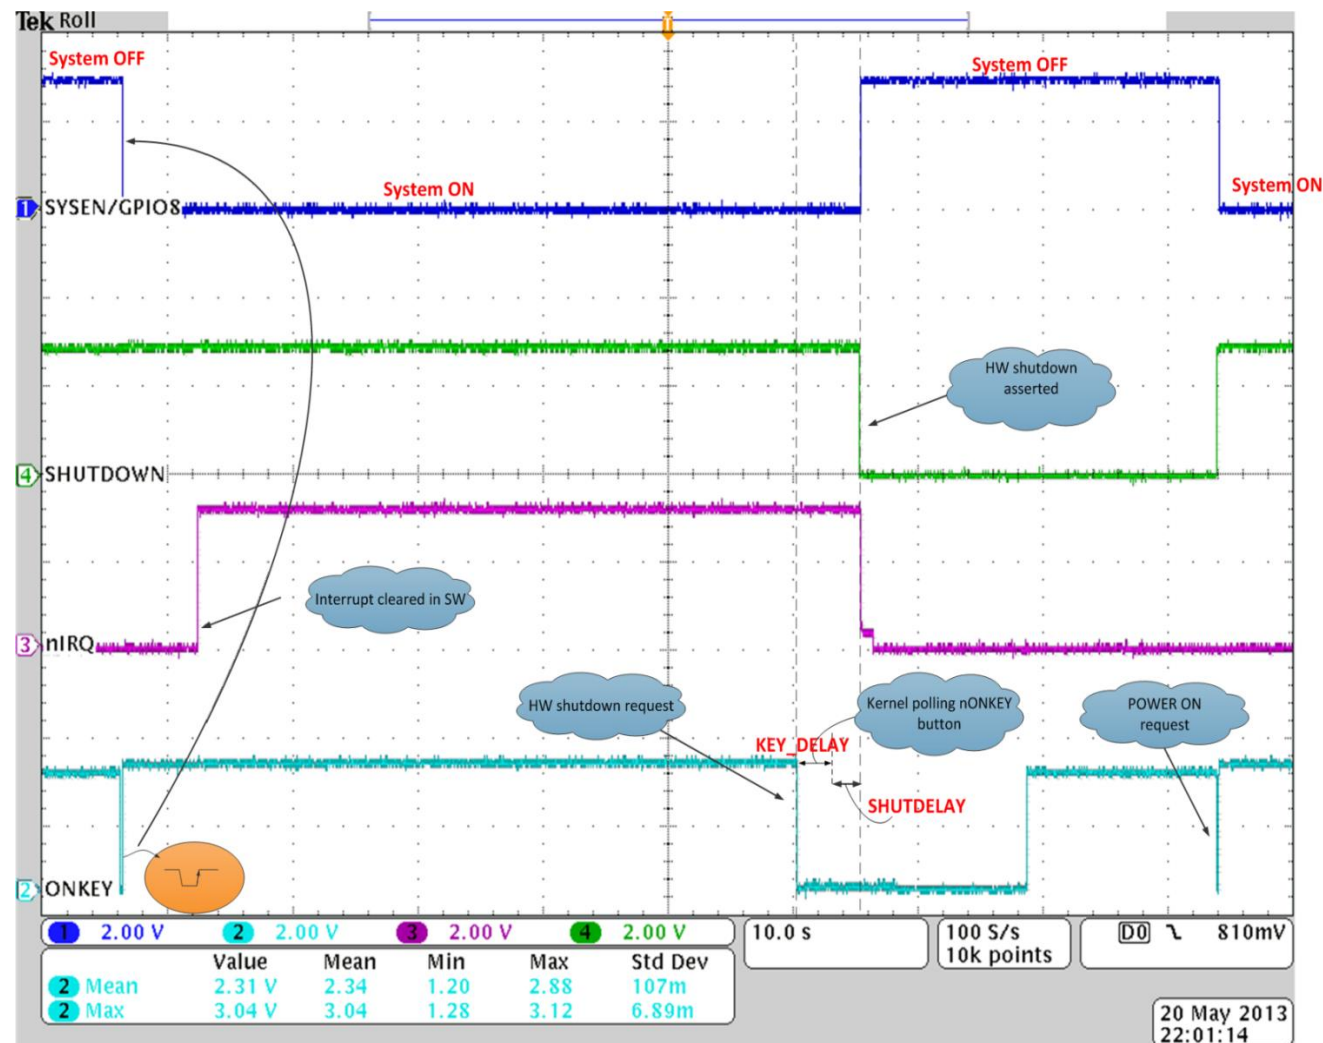 Tek Roll
T
System OFF
System OFF
System ON
System ON
1 SYSEN/GPIO8
HW shutdown
asserted
4 SHUTDOWN
Interrupt cleared in SW
3 nIRQ
HW shutdown request
Kernel polling nONKEY
button
POWER ON
request
KEY_DELAY
SHUTDELAY
2 ONKEY
1 2.00 V 2 2.00 V 3 2.00 V 4 2.00 V
10.0 s
100 S/s
10k points
D0 810mV
Value Mean Min Max Std Dev
2 Mean 2.31 V 2.34 1.20 2.88 107m
2 Max 3.04 V 3.04 1.28 3.12 6.89m
20 May 2013
22:01:14